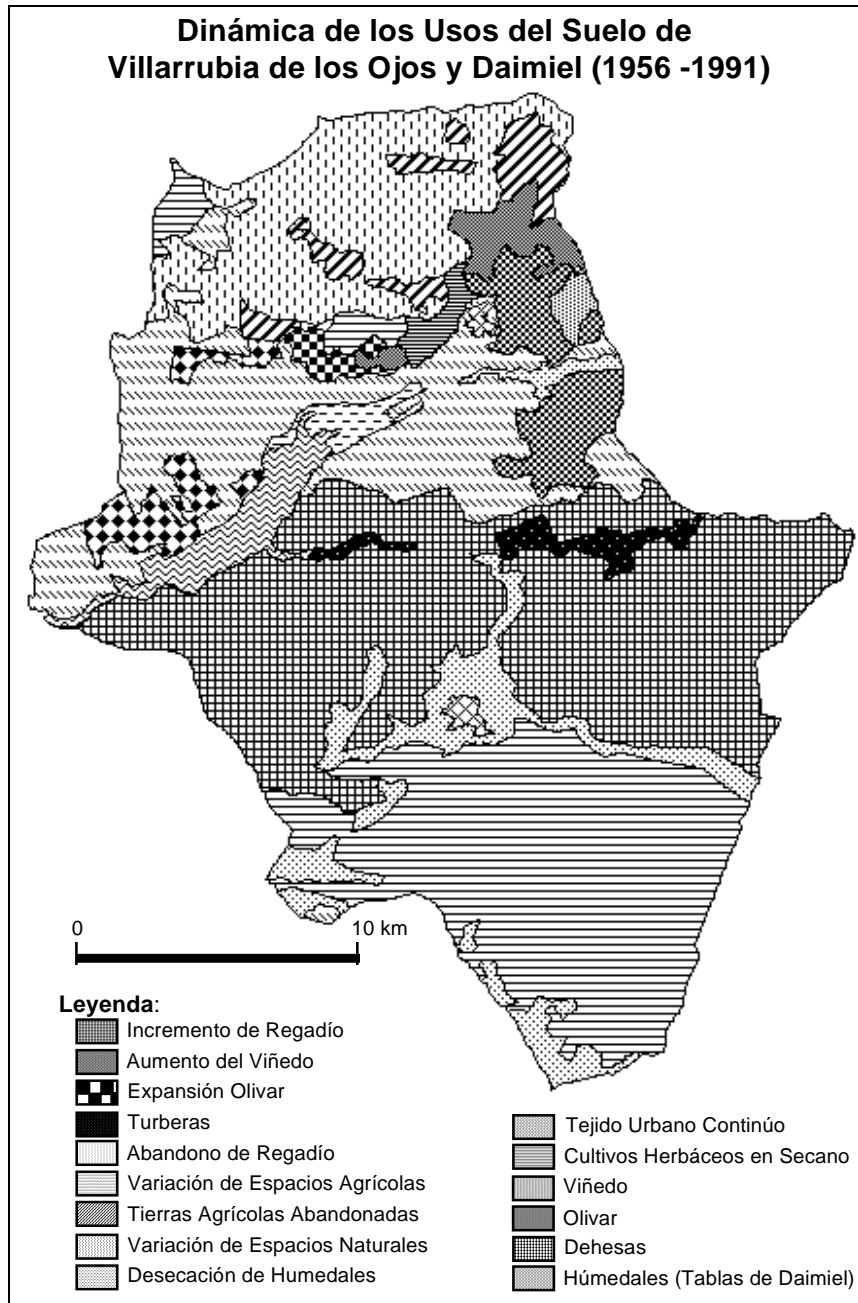 Dinámica de los Usos del Suelo de
Villarrubia de los Ojos y Daimiel (1956 -1991)
0
10 km
Leyenda:
Incremento de Regadío
Aumento del Viñedo
Expansión Olivar
Turberas
Abandono de Regadío
Variación de Espacios Agrícolas
Tierras Agrícolas Abandonadas
Variación de Espacios Naturales
Desecación de Humedales
Tejido Urbano Continúo
Cultivos Herbáceos en Secano
Viñedo
Olivar
Dehesas
Húmedales (Tablas de Daimiel)